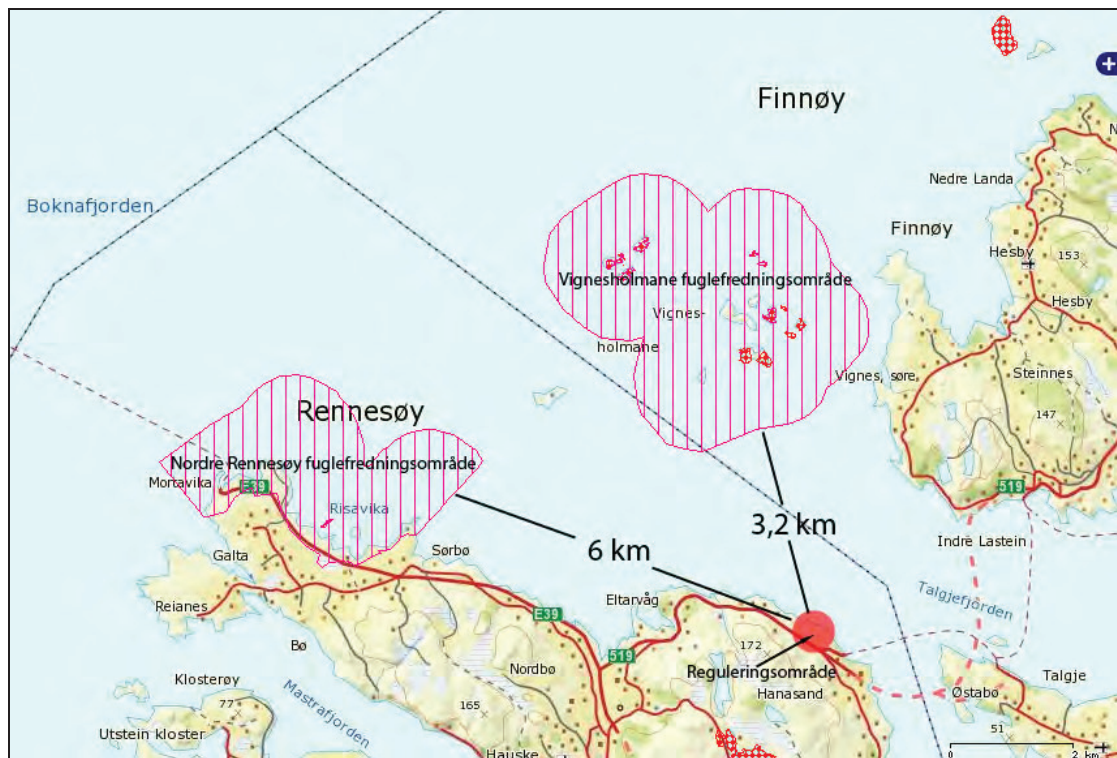 Finnøy
N
Nedre Landa
Boknafjorden
Finnøy
Hesby
153
Vignesholmane fuglefredningsområde
Hesby
Vignes-
holmane
Vignes, søre
Steinnes
Rennesøy
147
Nordre Rennesøy fuglefredningsområde
Mortavika
E39
519
Risavika
3,2 km
Indre Lastein
Galta
Sørbø
6 km
Reianes
Eltarvåg
Talgjefjorden
E39
Bø
519
172
Nordbø
Reguleringsområde
Talgje
Klosterøy
Hanasand
Østabø
77
Mastrafjorden
165
51
Utstein kloster
Hauske
0
2 km